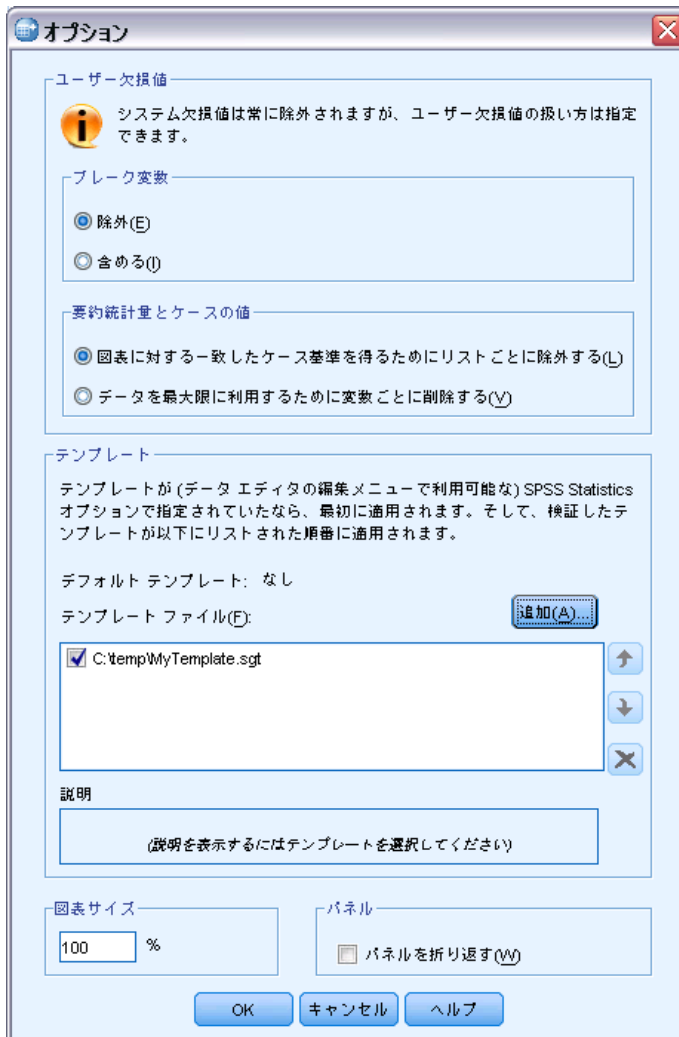 オプション
ユーザー欠損値
システム欠損値は常に除外されますが、ユーザー欠損値の扱い方は指定
できます。
ブレーク変数
除外(E)
含める(I)
要約統計量とケースの値
図表に対する一致したケース基準を得るためにリストごとに除外する(L)
データを最大限に利用するために変数ごとに削除する(V)
テンプレート
テンプレートが (データ エディタの編集メニューで利用可能な) SPSS Statistics
オプションで指定されていたなら、最初に適用されます。そして、検証したテ
ンプレートが以下にリストされた順番に適用されます。
デフォルト テンプレート: なし
テンプレート ファイル(F):
追加(A)...
C:\temp\MyTemplate.sgt
説明
(説明を表示するにはテンプレートを選択してください)
図表サイズ
100 %
パネル
パネルを折り返す(W)
OK
キャンセル
ヘルプ